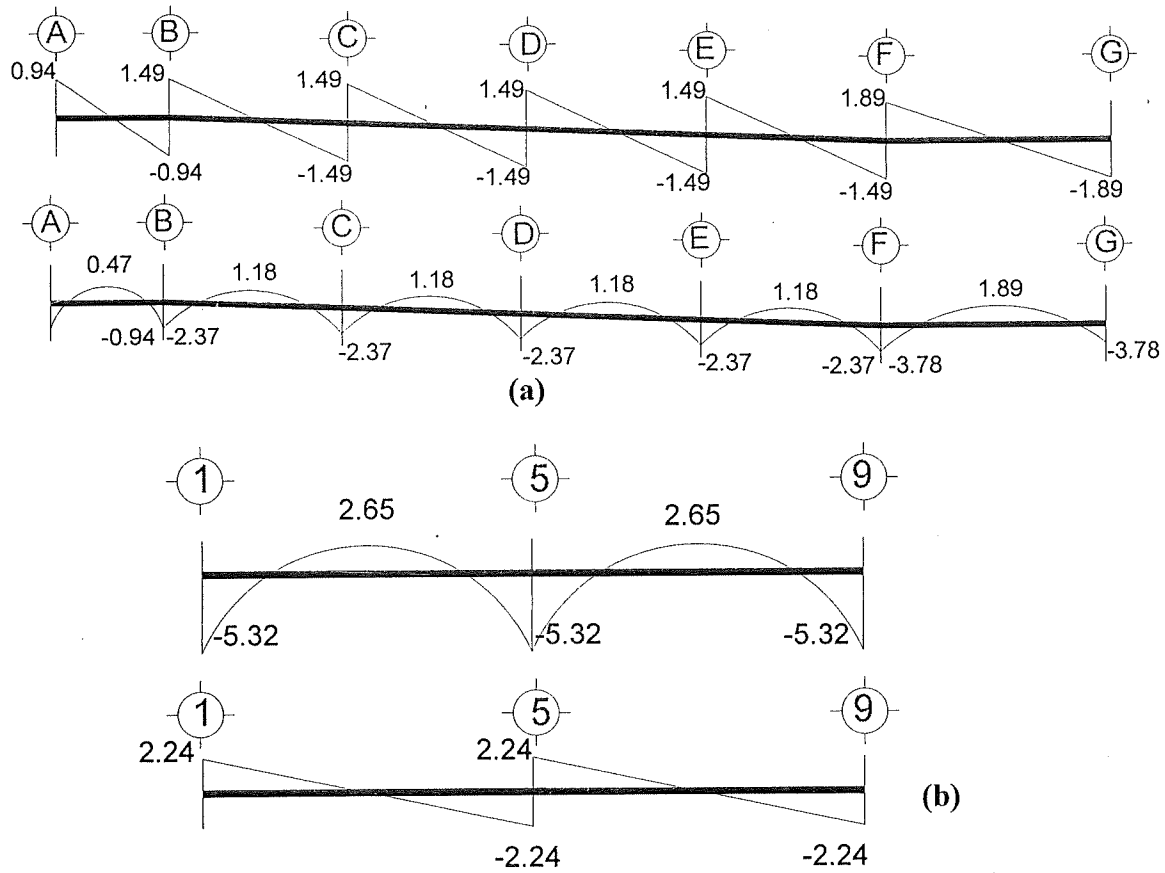 A B C D E F G
0.94 1.49 1.49 1.49 1.49 1.89
-0.94 -1.49 -1.49 -1.49 -1.49 -1.89
A B C D E F G
0.47 1.18 1.18 1.18 1.18 1.89
-0.94 -2.37 -2.37 -2.37 -2.37 -2.37 -3.78 -3.78
(a)
1 5 9
2.65 2.65
-5.32 -5.32 -5.32
1 5 9
2.24 2.24
(b)
-2.24 -2.24